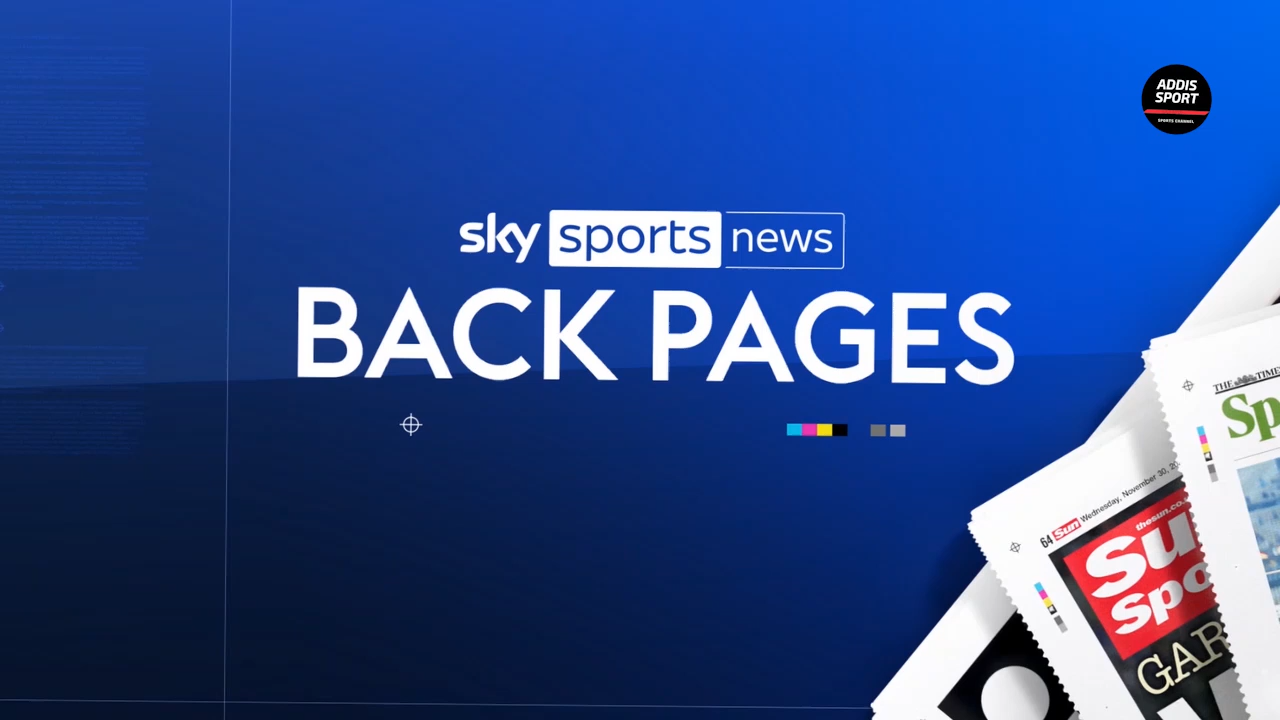 ADDIS
SPORT
SPORTS CHANNEL
sky sports news
BACK PAGES
THE TIMES
Sp
64 Sun Wednesday, November 30, 20
thesun.co.
Su
Spo
GAR